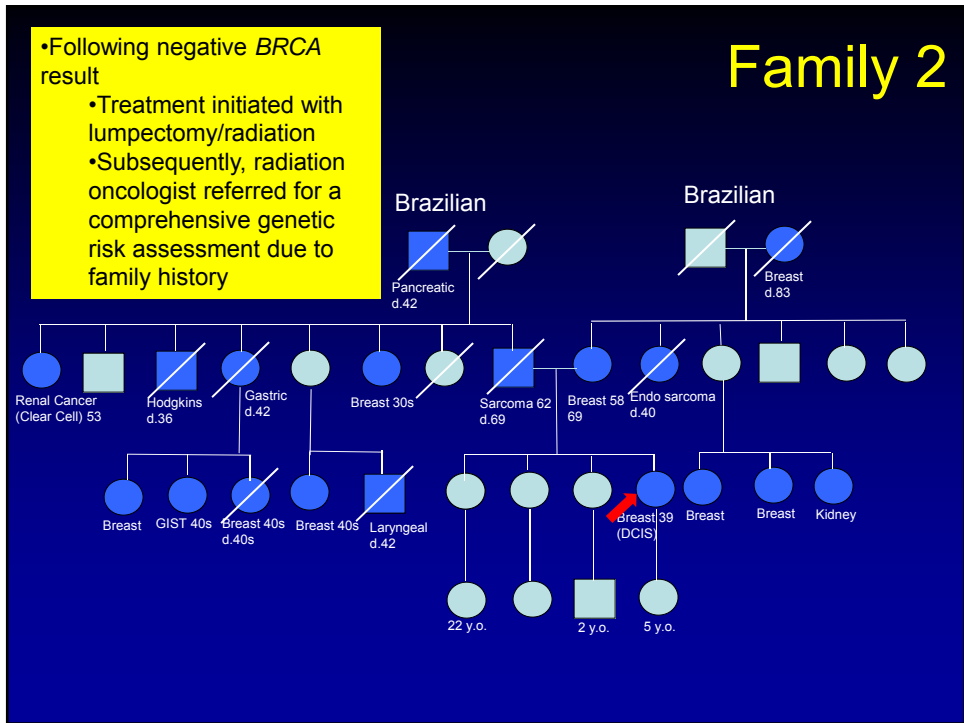 •Following negative BRCA
result
•Treatment initiated with
lumpectomy/radiation
•Subsequently, radiation
oncologist referred for a
comprehensive genetic
risk assessment due to
family history
Family 2
Brazilian
Brazilian
Pancreatic
d.42
Breast
d.83
Renal Cancer
(Clear Cell) 53
Hodgkins
d.36
Gastric
d.42
Breast 30s
Sarcoma 62
d.69
Breast 58
69
Endo sarcoma
d.40
Breast
GIST 40s
Breast 40s
d.40s
Breast 40s
Laryngeal
d.42
Breast 39
(DCIS)
Breast
Breast
Kidney
22 y.o.
2 y.o.
5 y.o.